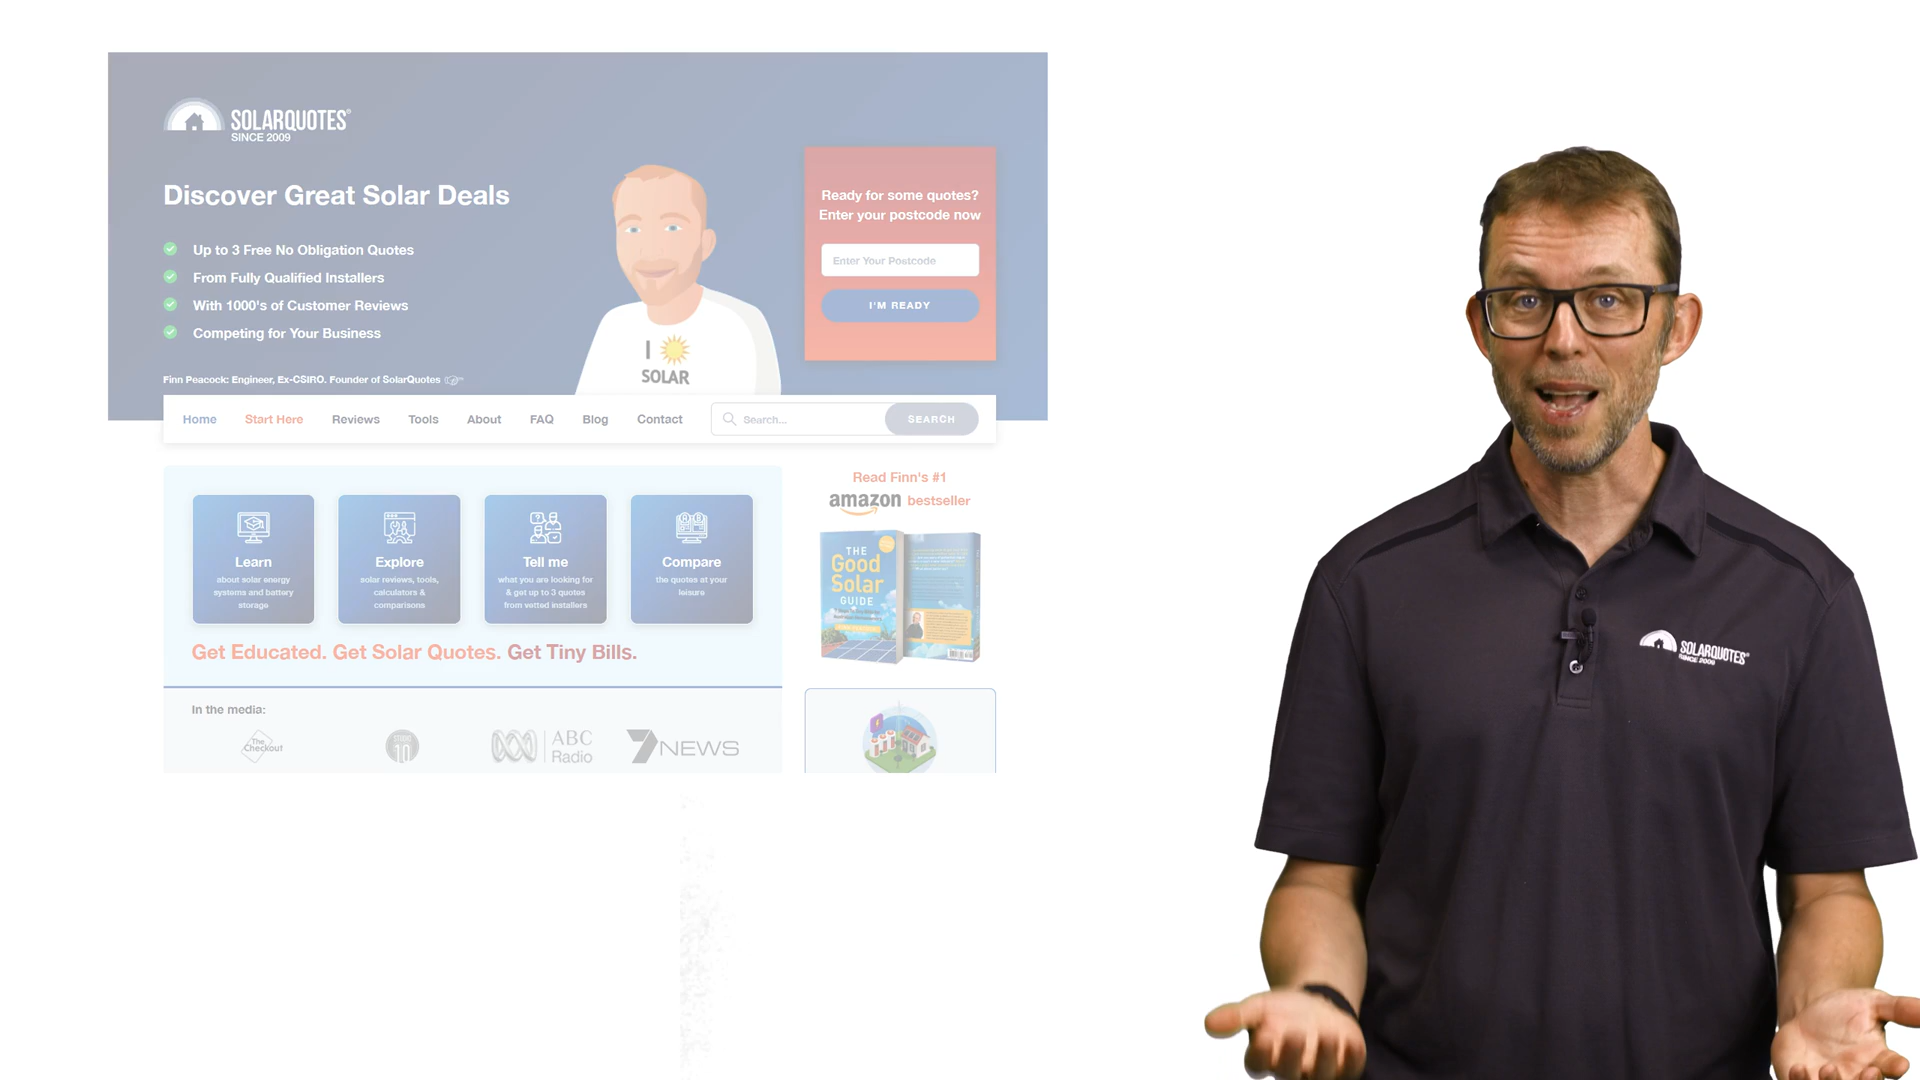 SOLARQUOTES®
SINCE 2009
Discover Great Solar Deals
Up to 3 Free No Obligation Quotes
From Fully Qualified Installers
With 1000's of Customer Reviews
Competing for Your Business
Finn Peacock: Engineer, Ex-CSIRO. Founder of SolarQuotes
I
SOLAR
Ready for some quotes?
Enter your postcode now
Enter Your Postcode
I'M READY
Home Start Here Reviews Tools About FAQ Blog Contact Search... SEARCH
Learn
about solar energy
systems and battery
storage
Explore
solar reviews, tools,
calculators &
comparisons
Tell me
what you are looking for
& get up to 3 quotes
from vetted installers
Compare
the quotes at your
leisure
Get Educated. Get Solar Quotes. Get Tiny Bills.
In the media:
The
Checkout
STUDIO
10
ABC
Radio
7NEWS
Read Finn's #1
amazon bestseller
THE
Good
Solar
GUIDE
SOLARQUOTES®
SINCE 2009